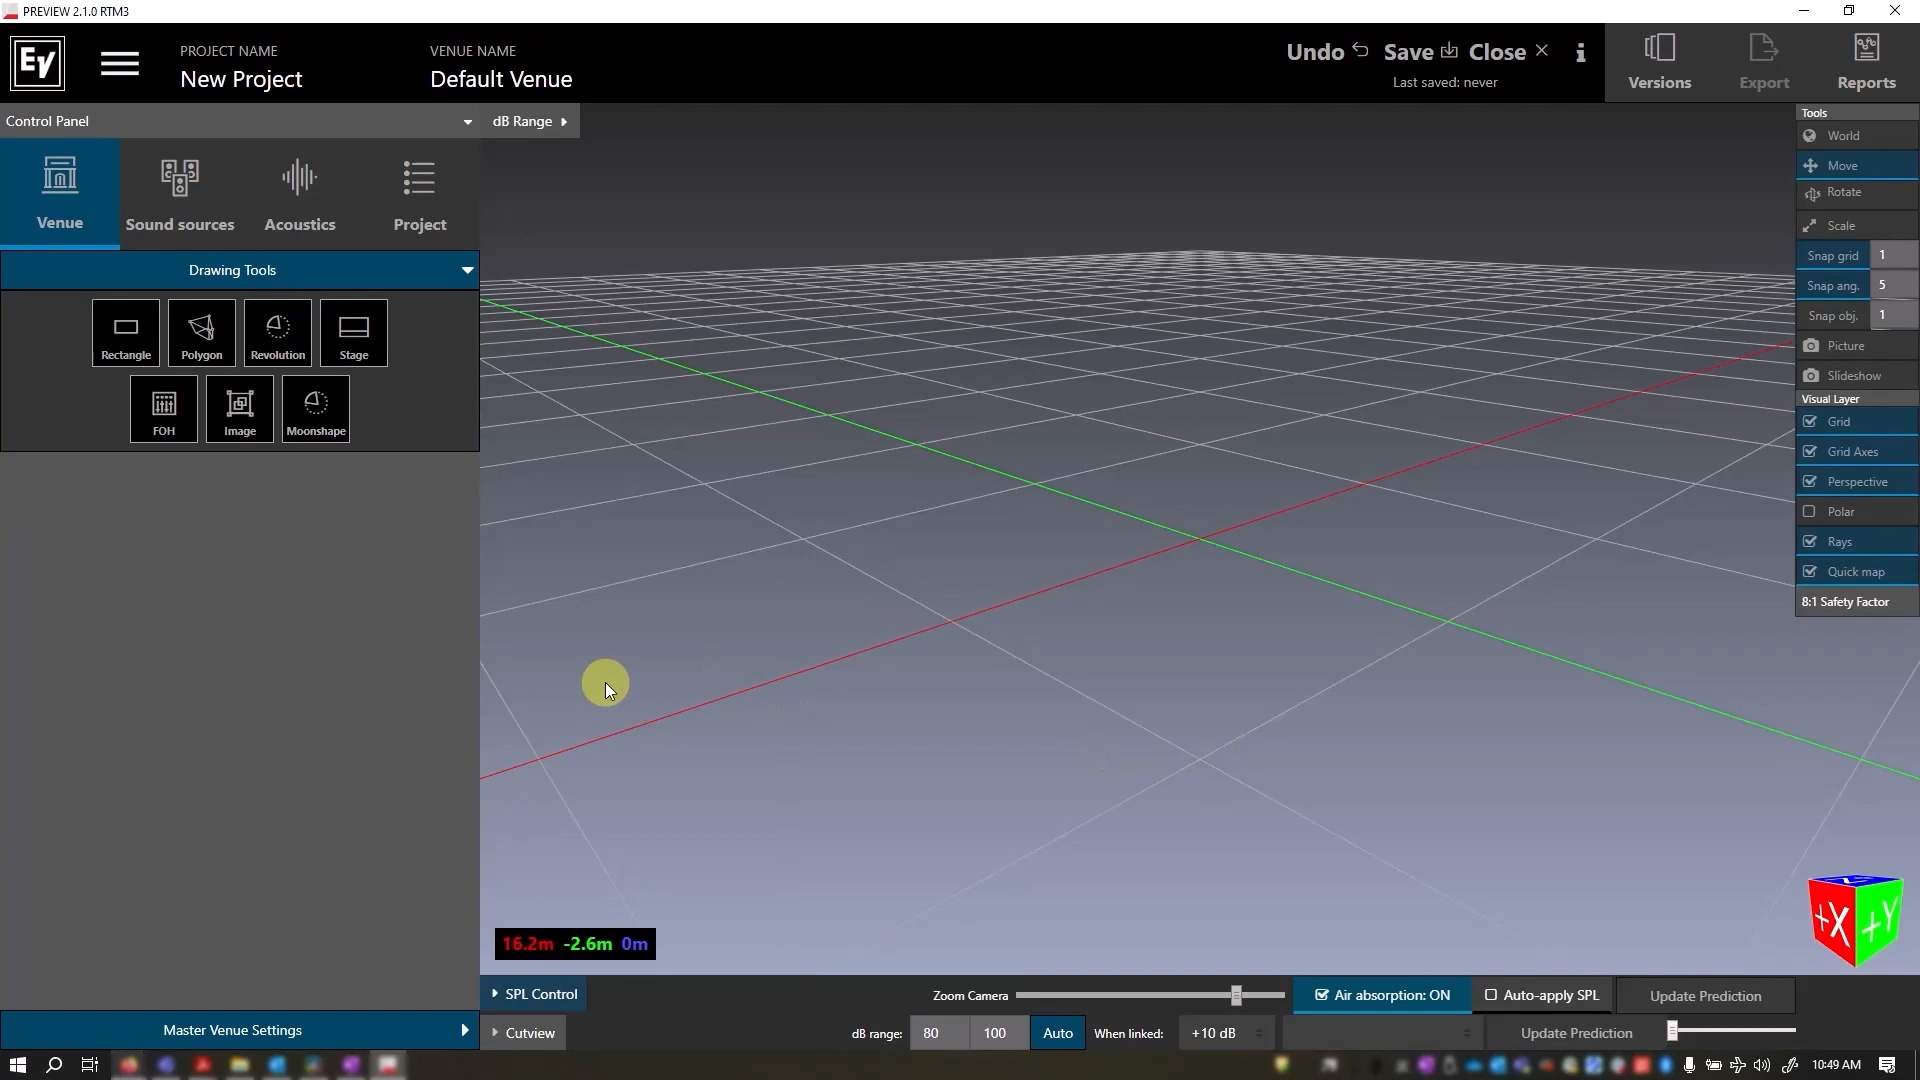 PREVIEW 2.1.0 RTM3
EV
PROJECT NAME
New Project
VENUE NAME
Default Venue
Undo
Save
Close
i
Last saved: never
Versions
Export
Reports
Control Panel
dB Range
Venue
Sound sources
Acoustics
Project
Drawing Tools
Rectangle
Polygon
Revolution
Stage
FOH
Image
Moonshape
Tools
World
Move
Rotate
Scale
Snap grid 1
Snap ang. 5
Snap obj. 1
Picture
Slideshow
Visual Layer
Grid
Grid Axes
Perspective
Polar
Rays
Quick map
8:1 Safety Factor
+X +Y
16.2m -2.6m 0m
SPL Control
Zoom Camera
Air absorption: ON
Auto-apply SPL
Update Prediction
Master Venue Settings
Cutview
dB range: 80 100 Auto
When linked: +10 dB
Update Prediction
10:49 AM